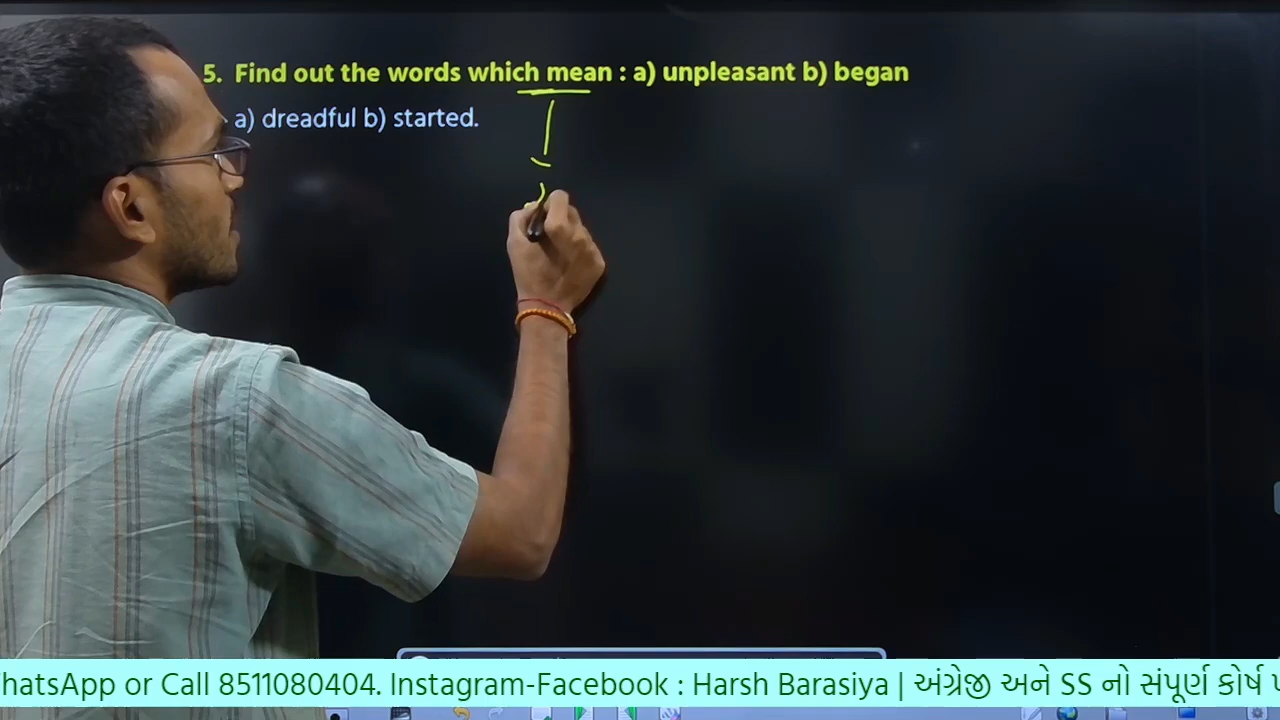 5. Find out the words which mean : a) unpleasant b) began
a) dreadful b) started.
hatsApp or Call 8511080404. Instagram-Facebook : Harsh Barasiya | અંગ્રેજી અને SS નો સંપૂર્ણ કોર્ષ